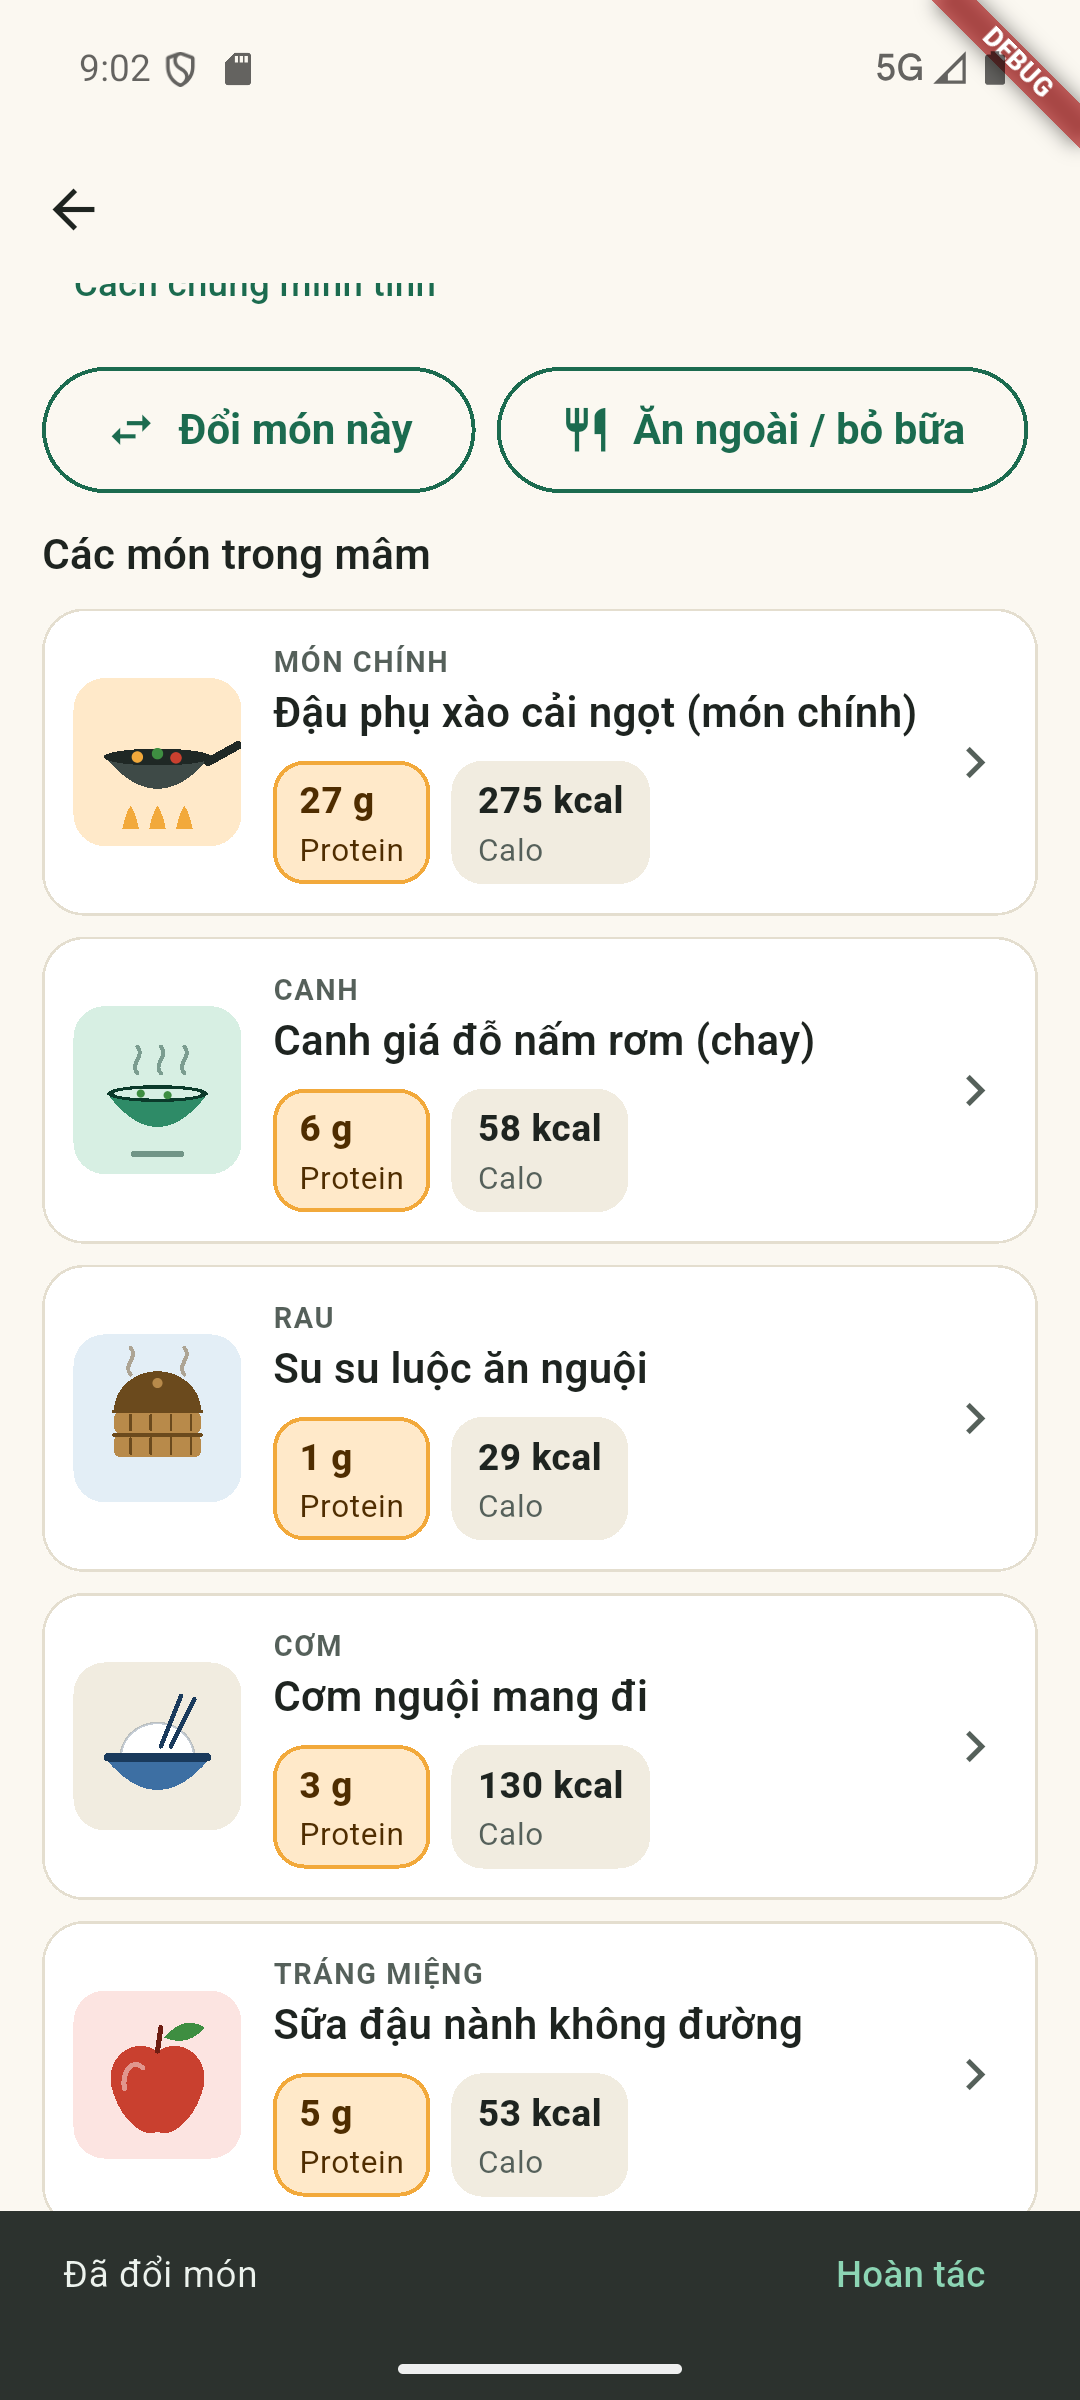 9:02
5G
DEBUG
Cách chúng mình tính
Đổi món này
Ăn ngoài / bỏ bữa
Các món trong mâm
MÓN CHÍNH
Đậu phụ xào cải ngọt (món chính)
27 g
275 kcal
Protein
Calo
CANH
Canh giá đỗ nấm rơm (chay)
6 g
58 kcal
Protein
Calo
RAU
Su su luộc ăn nguội
1 g
29 kcal
Protein
Calo
CƠM
Cơm nguội mang đi
3 g
130 kcal
Protein
Calo
TRÁNG MIỆNG
Sữa đậu nành không đường
5 g
53 kcal
Protein
Calo
Đã đổi món
Hoàn tác